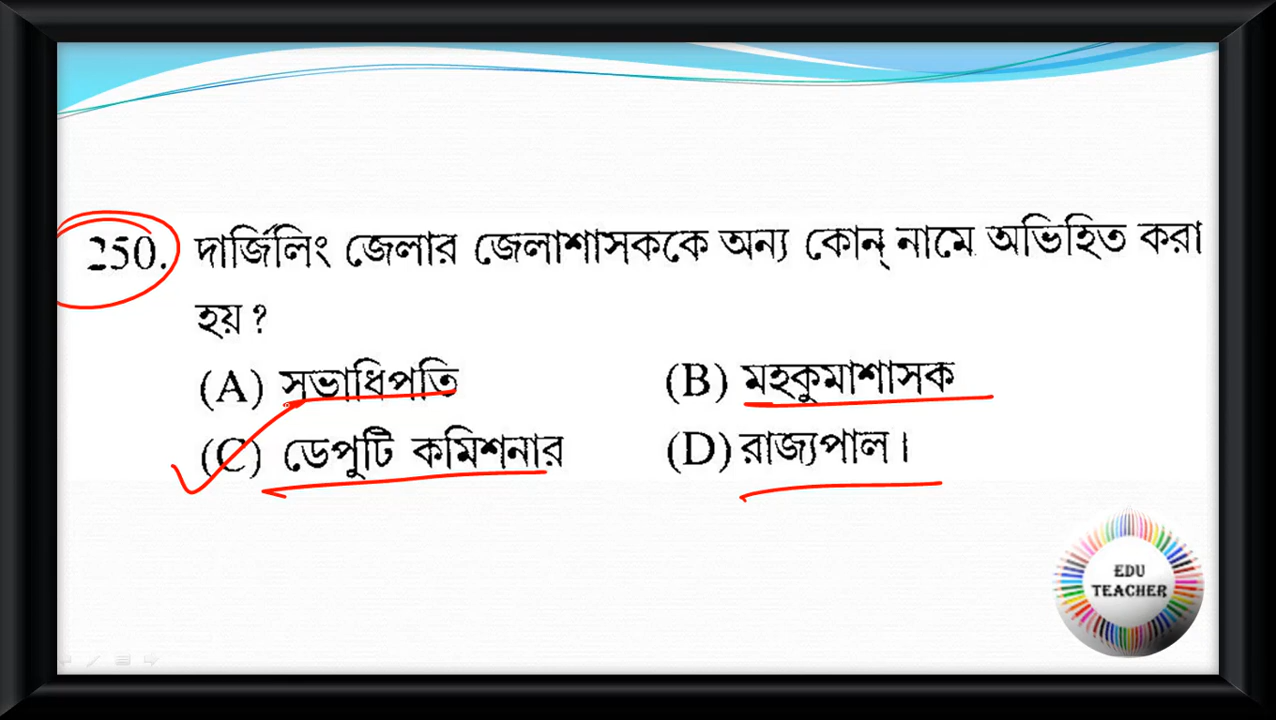 250. দার্জিলিং জেলার জেলাশাসককে অন্য কোন্ নামে অভিহিত করা
হয় ?
(A) সভাধিপতি (B) মহকুমাশাসক
(C) ডেপুটি কমিশনার (D) রাজ্যপাল।
EDU
TEACHER